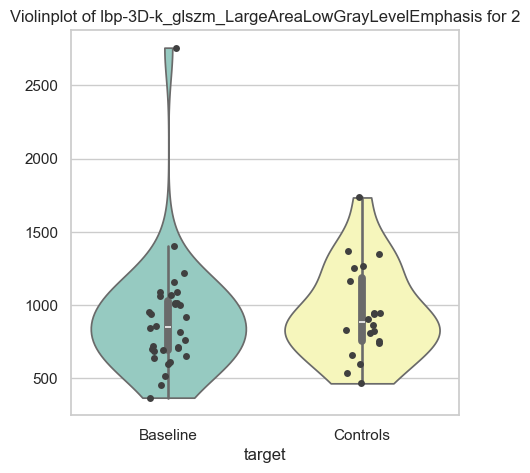 Violinplot of lbp-3D-k_glszm_LargeAreaLowGrayLevelEmphasis for 2
2500
2000
1500
1000
500
Baseline Controls
target